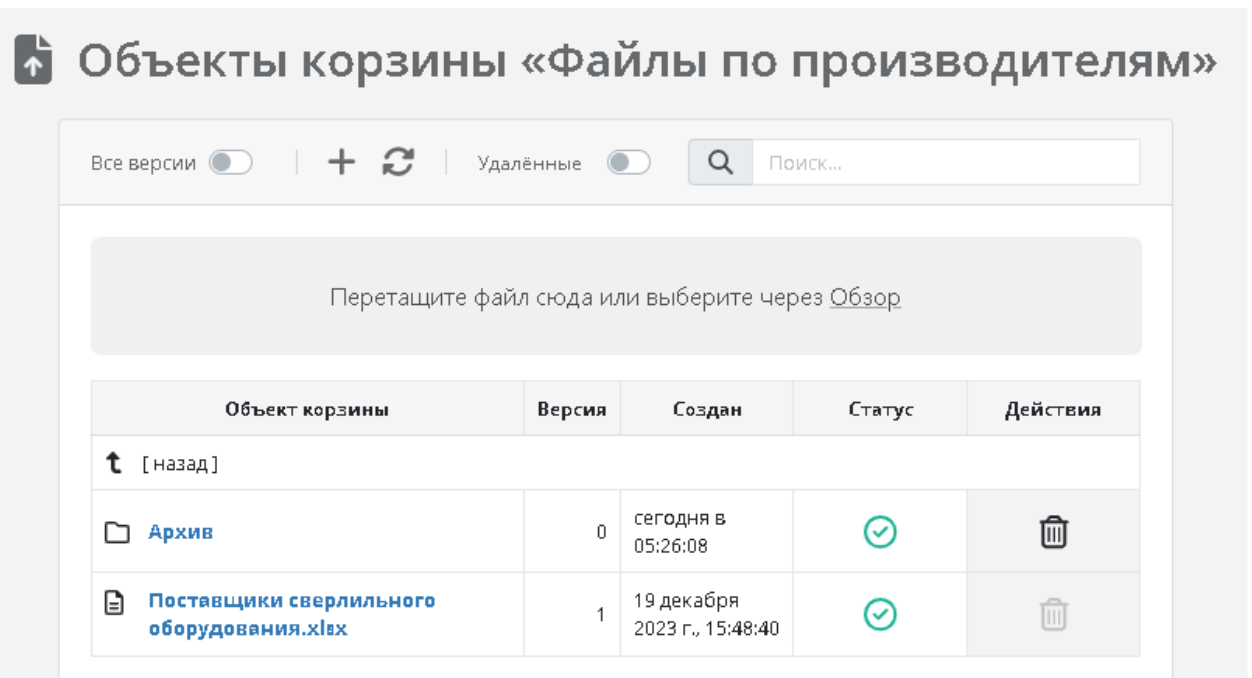 Объекты корзины «Файлы по производителям»
Все версии Удалённые Поиск...
Перетащите файл сюда или выберите через Обзор
Объект корзины Версия Создан Статус Действия
[назад]
Архив 0 сегодня в
05:26:08
Поставщики сверлильного
оборудования.xlsx 1 19 декабря
2023 г., 15:48:40